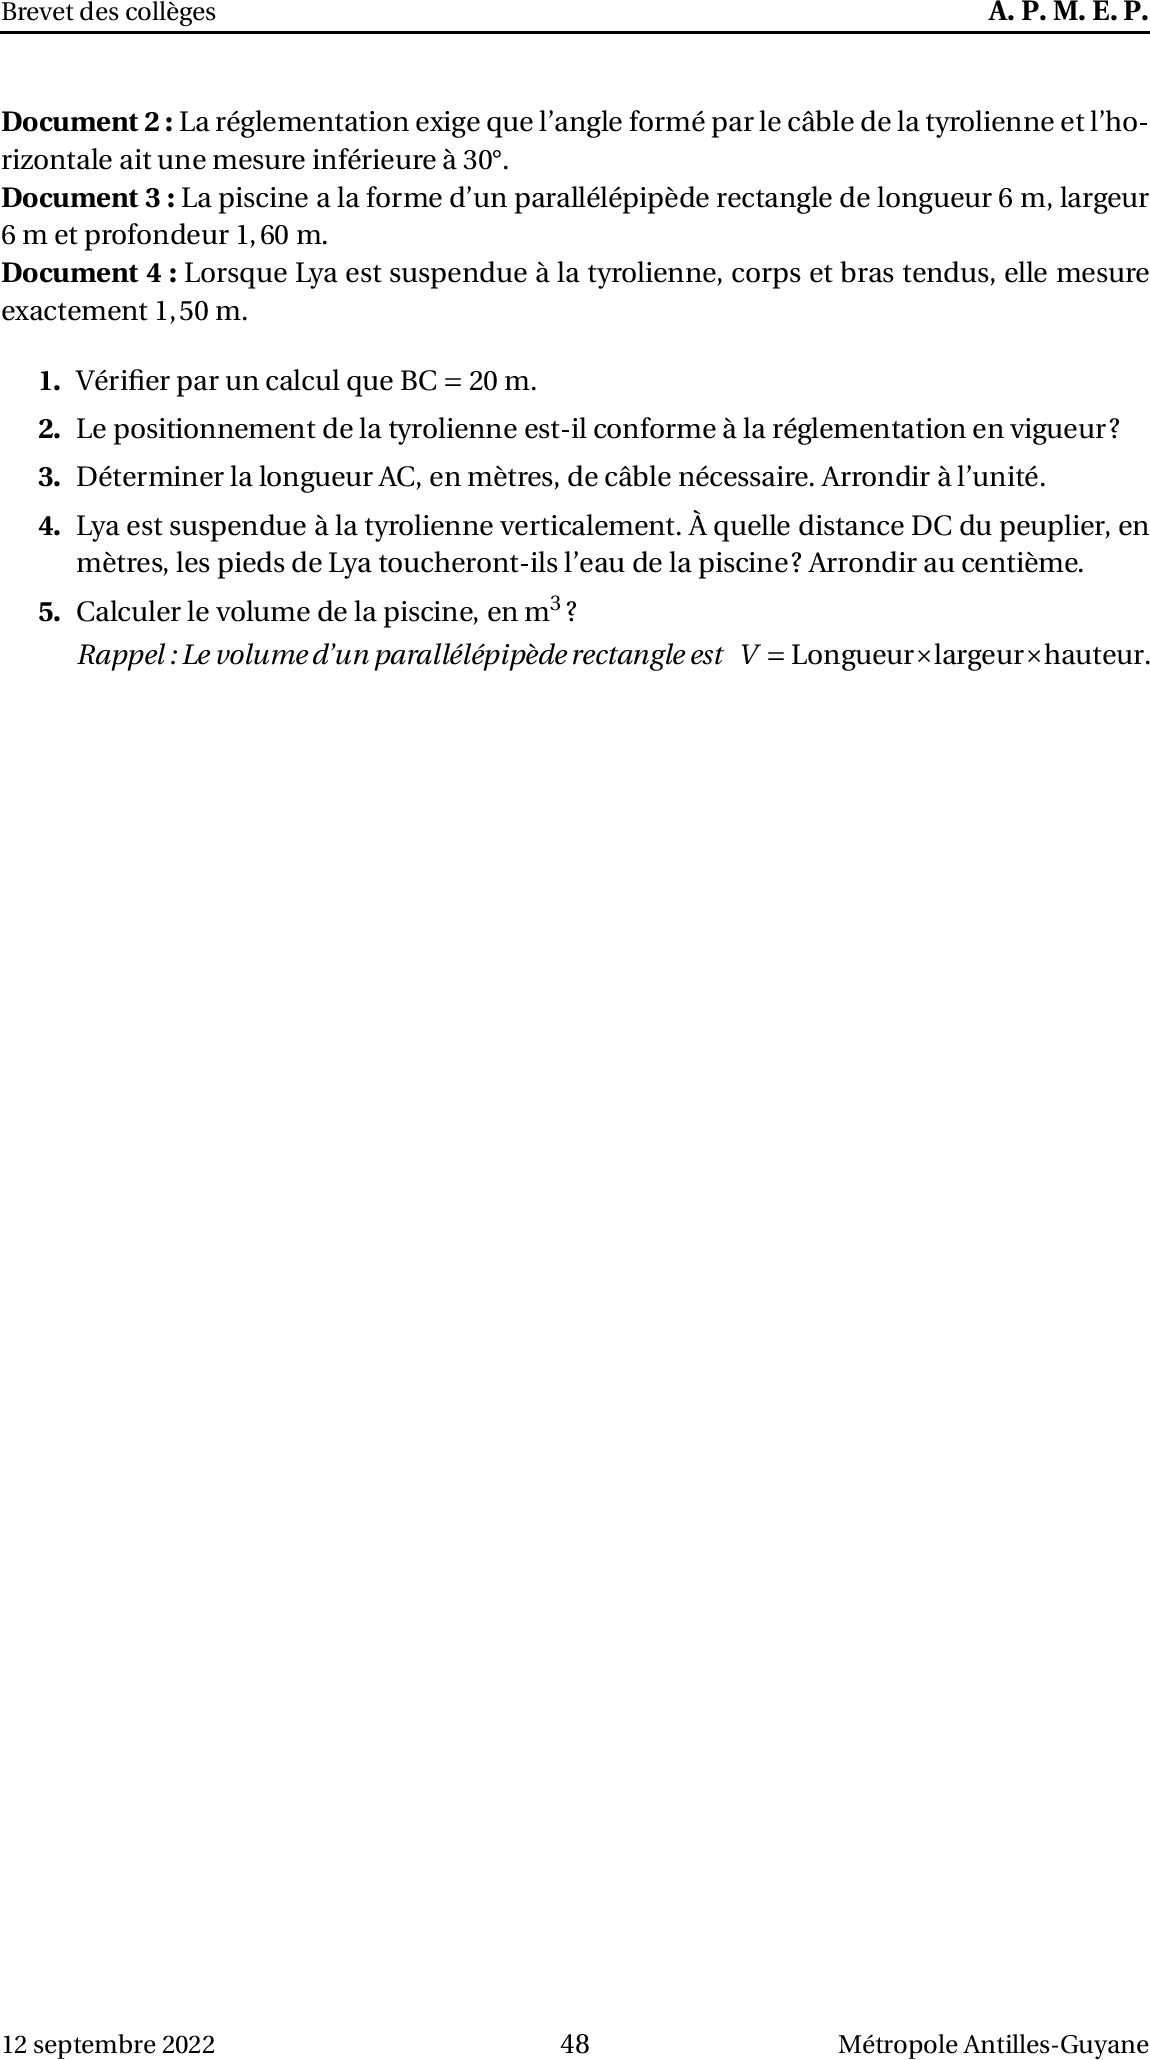 Brevet des collèges A. P. M. E. P.
Document 2 : La réglementation exige que l'angle formé par le câble de la tyrolienne et l'ho-
rizontale ait une mesure inférieure à 30°.
Document 3 : La piscine a la forme d'un parallélépipède rectangle de longueur 6 m, largeur
6 m et profondeur 1,60 m.
Document 4 : Lorsque Lya est suspendue à la tyrolienne, corps et bras tendus, elle mesure
exactement 1,50 m.
1. Vérifier par un calcul que BC = 20 m.
2. Le positionnement de la tyrolienne est-il conforme à la réglementation en vigueur ?
3. Déterminer la longueur AC, en mètres, de câble nécessaire. Arrondir à l'unité.
4. Lya est suspendue à la tyrolienne verticalement. À quelle distance DC du peuplier, en
mètres, les pieds de Lya toucheront-ils l'eau de la piscine ? Arrondir au centième.
5. Calculer le volume de la piscine, en m³ ?
Rappel : Le volume d'un parallélépipède rectangle est V = Longueur×largeur×hauteur.
12 septembre 2022 48 Métropole Antilles-Guyane